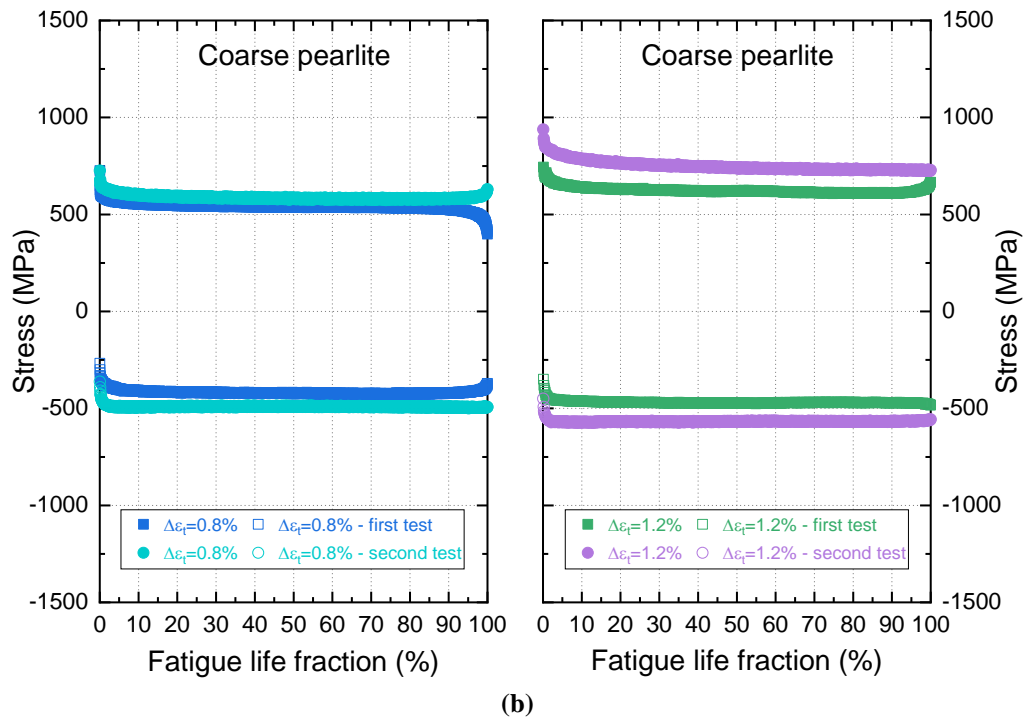 Coarse pearlite
Stress (MPa)
1500
1000
500
0
-500
-1000
-1500
Δεt=0.8% Δεt=0.8% - first test
Δεt=0.8% Δεt=0.8% - second test
0 10 20 30 40 50 60 70 80 90 100
Fatigue life fraction (%)
Coarse pearlite
1500
1000
500
0
-500
-1000
-1500
Stress (MPa)
Δεt=1.2% Δεt=1.2% - first test
Δεt=1.2% Δεt=1.2% - second test
0 10 20 30 40 50 60 70 80 90 100
Fatigue life fraction (%)
(b)